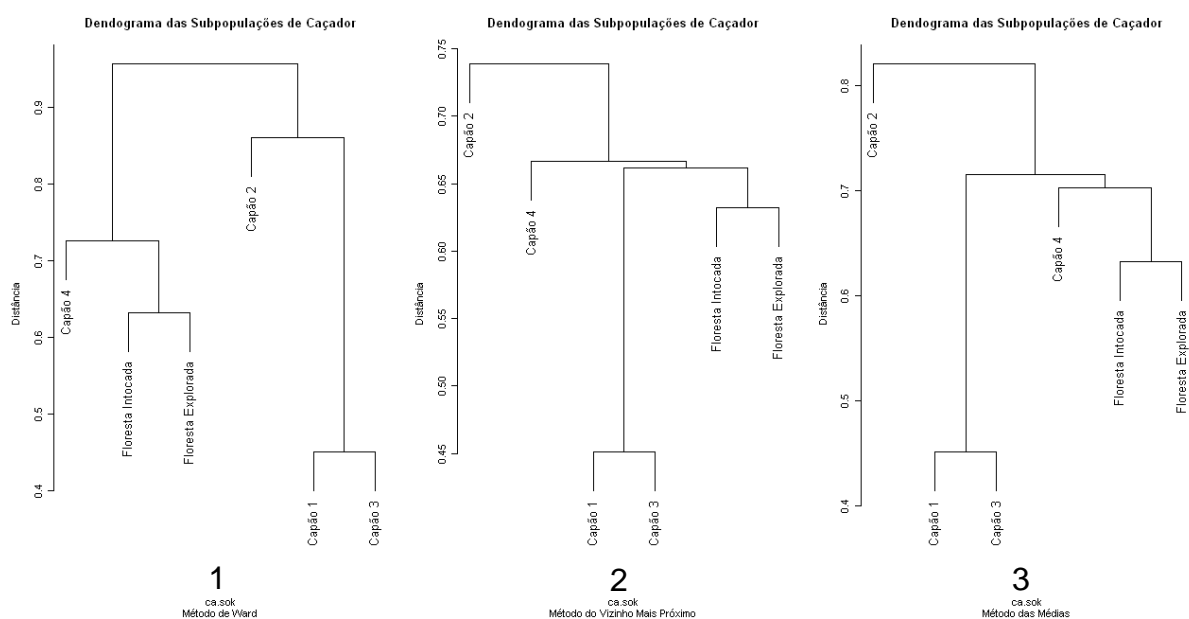 Dendograma das Subpopulações de Caçador
Distância
0.9
0.8
0.7
0.6
0.5
0.4
Capão 4
Floresta Intocada
Floresta Explorada
Capão 2
Capão 1
Capão 3
1
ca.sok
Método de Ward
Dendograma das Subpopulações de Caçador
Distância
0.75
0.70
0.65
0.60
0.55
0.50
0.45
Capão 2
Capão 4
Capão 1
Capão 3
Floresta Intocada
Floresta Explorada
2
ca.sok
Método do Vizinho Mais Próximo
Dendograma das Subpopulações de Caçador
Distância
0.8
0.7
0.6
0.5
0.4
Capão 2
Capão 1
Capão 3
Capão 4
Floresta Intocada
Floresta Explorada
3
ca.sok
Método das Médias